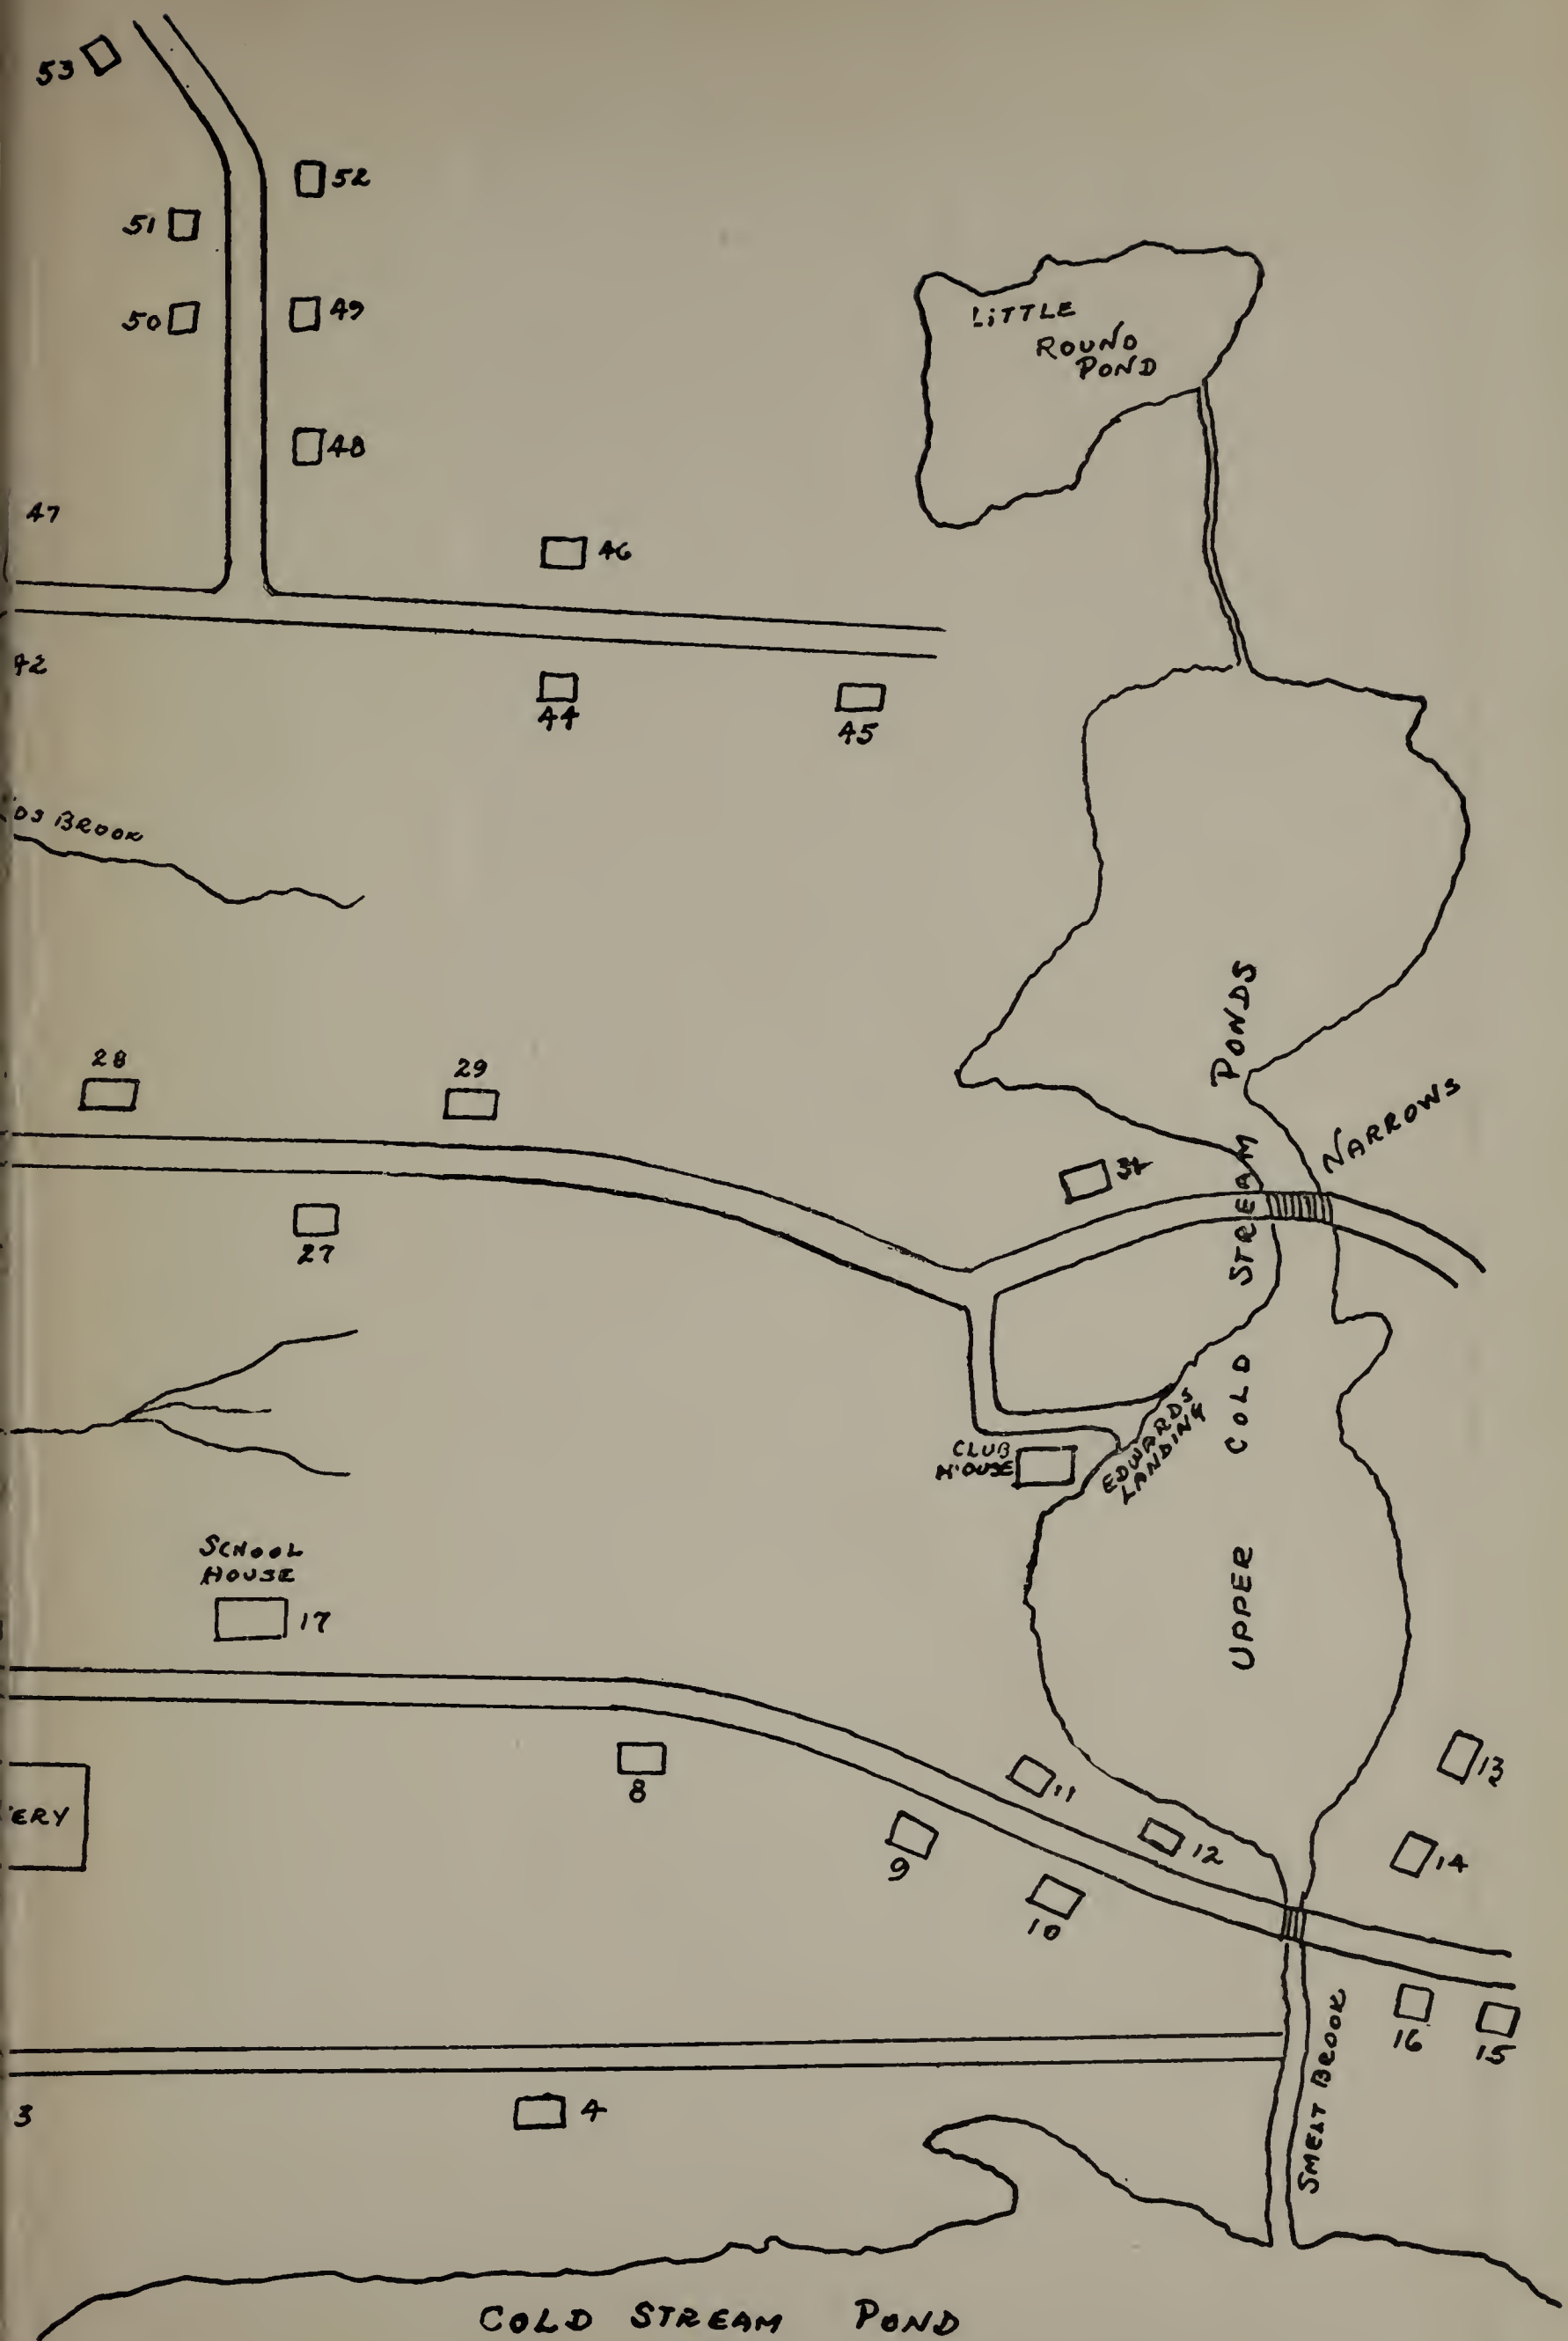 53
52
51
50
49
48
47
46
LITTLE
ROUND
POND
42
44
45
DS BROOK
28
29
27
34
NARROWS
UPPER COLD STREAM PONDS
EDWARDS
LANDING
CLUB
HOUSE
SCHOOL
HOUSE
17
8
9
10
11
12
13
14
ERY
16
15
SMELT BROOK
3
4
COLD STREAM POND